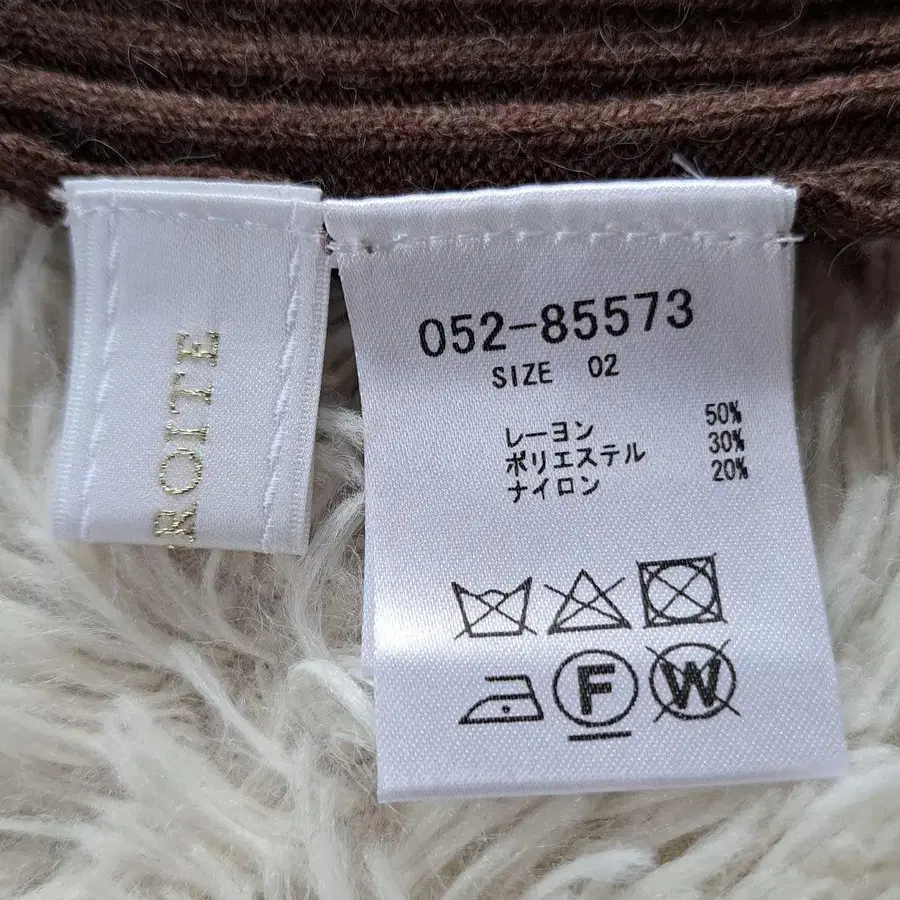 ROITE
052-85573
SIZE 02
レーヨン 50%
ポリエステル 30%
ナイロン 20%
F
W